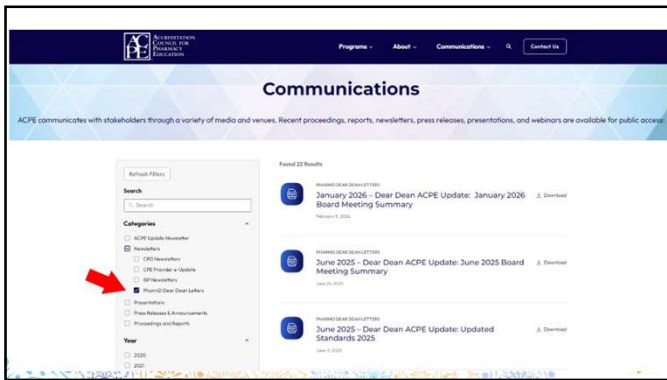 ACPE
ACCREDITATION
COUNCIL FOR
PHARMACY
EDUCATION
Programs
About
Communications
Contact Us
Communications
ACPE communicates with stakeholders through a variety of media and venues. Recent proceedings, reports, newsletters, press releases, presentations, and webinars are available for public access.
Refresh Filters
Search
Search
Categories
ACPE Update Newsletter
Newsletters
CPD Newsletters
CPE Provider e-Update
ISP Newsletters
PharmD Dear Dean Letters
Presentations
Press Releases & Announcements
Proceedings and Reports
Year
2020
2021
Found 22 Results
PHARMD DEAR DEAN LETTERS
January 2026 – Dear Dean ACPE Update: January 2026
Board Meeting Summary
Download
PHARMD DEAR DEAN LETTERS
June 2025 – Dear Dean ACPE Update: June 2025 Board
Meeting Summary
Download
PHARMD DEAR DEAN LETTERS
June 2025 – Dear Dean ACPE Update: Updated
Standards 2025
Download